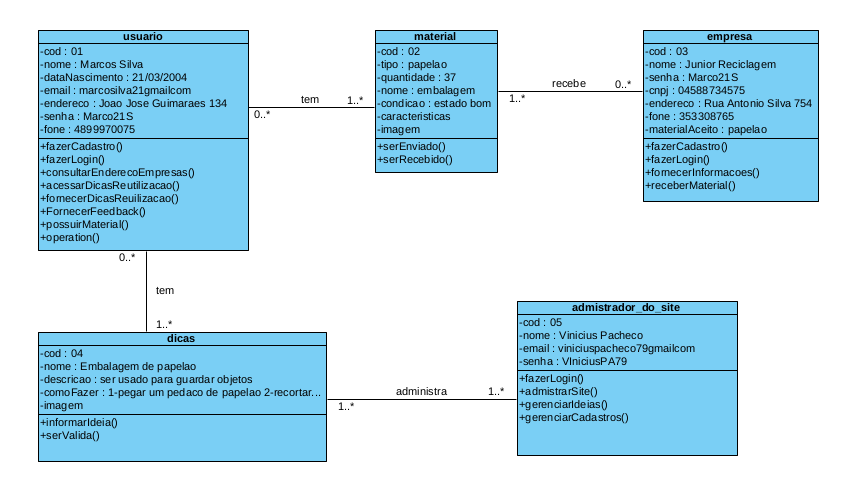 usuario
-cod : 01
-nome : Marcos Silva
-dataNascimento : 21/03/2004
-email : marcosilva21gmailcom
-endereco : Joao Jose Guimaraes 134
-senha : Marco21S
-fone : 4899970075
+fazerCadastro()
+fazerLogin()
+consultarEnderecoEmpresas()
+acessarDicasReutilizacao()
+fornecerDicasReuilizacao()
+FornecerFeedback()
+possuirMaterial()
+operation()
tem
0..*
1..*
material
-cod : 02
-tipo : papelao
-quantidade : 37
-nome : embalagem
-condicao : estado bom
-caracteristicas
-imagem
+serEnviado()
+serRecebido()
recebe
1..*
0..*
empresa
-cod : 03
-nome : Junior Reciclagem
-senha : Marco21S
-cnpj : 04588734575
-endereco : Rua Antonio Silva 754
-fone : 353308765
-materialAceito : papelao
+fazerCadastro()
+fazerLogin()
+fornecerInformacoes()
+receberMaterial()
0..*
tem
1..*
dicas
-cod : 04
-nome : Embalagem de papelao
-descricao : ser usado para guardar objetos
-comoFazer : 1-pegar um pedaco de papelao 2-recortar...
-imagem
+informarIdeia()
+serValida()
administra
1..*
1..*
admistrador_do_site
-cod : 05
-nome : Vinicius Pacheco
-email : viniciuspacheco79gmailcom
-senha : VIniciusPA79
+fazerLogin()
+admistrarSite()
+gerenciarIdeias()
+gerenciarCadastros()